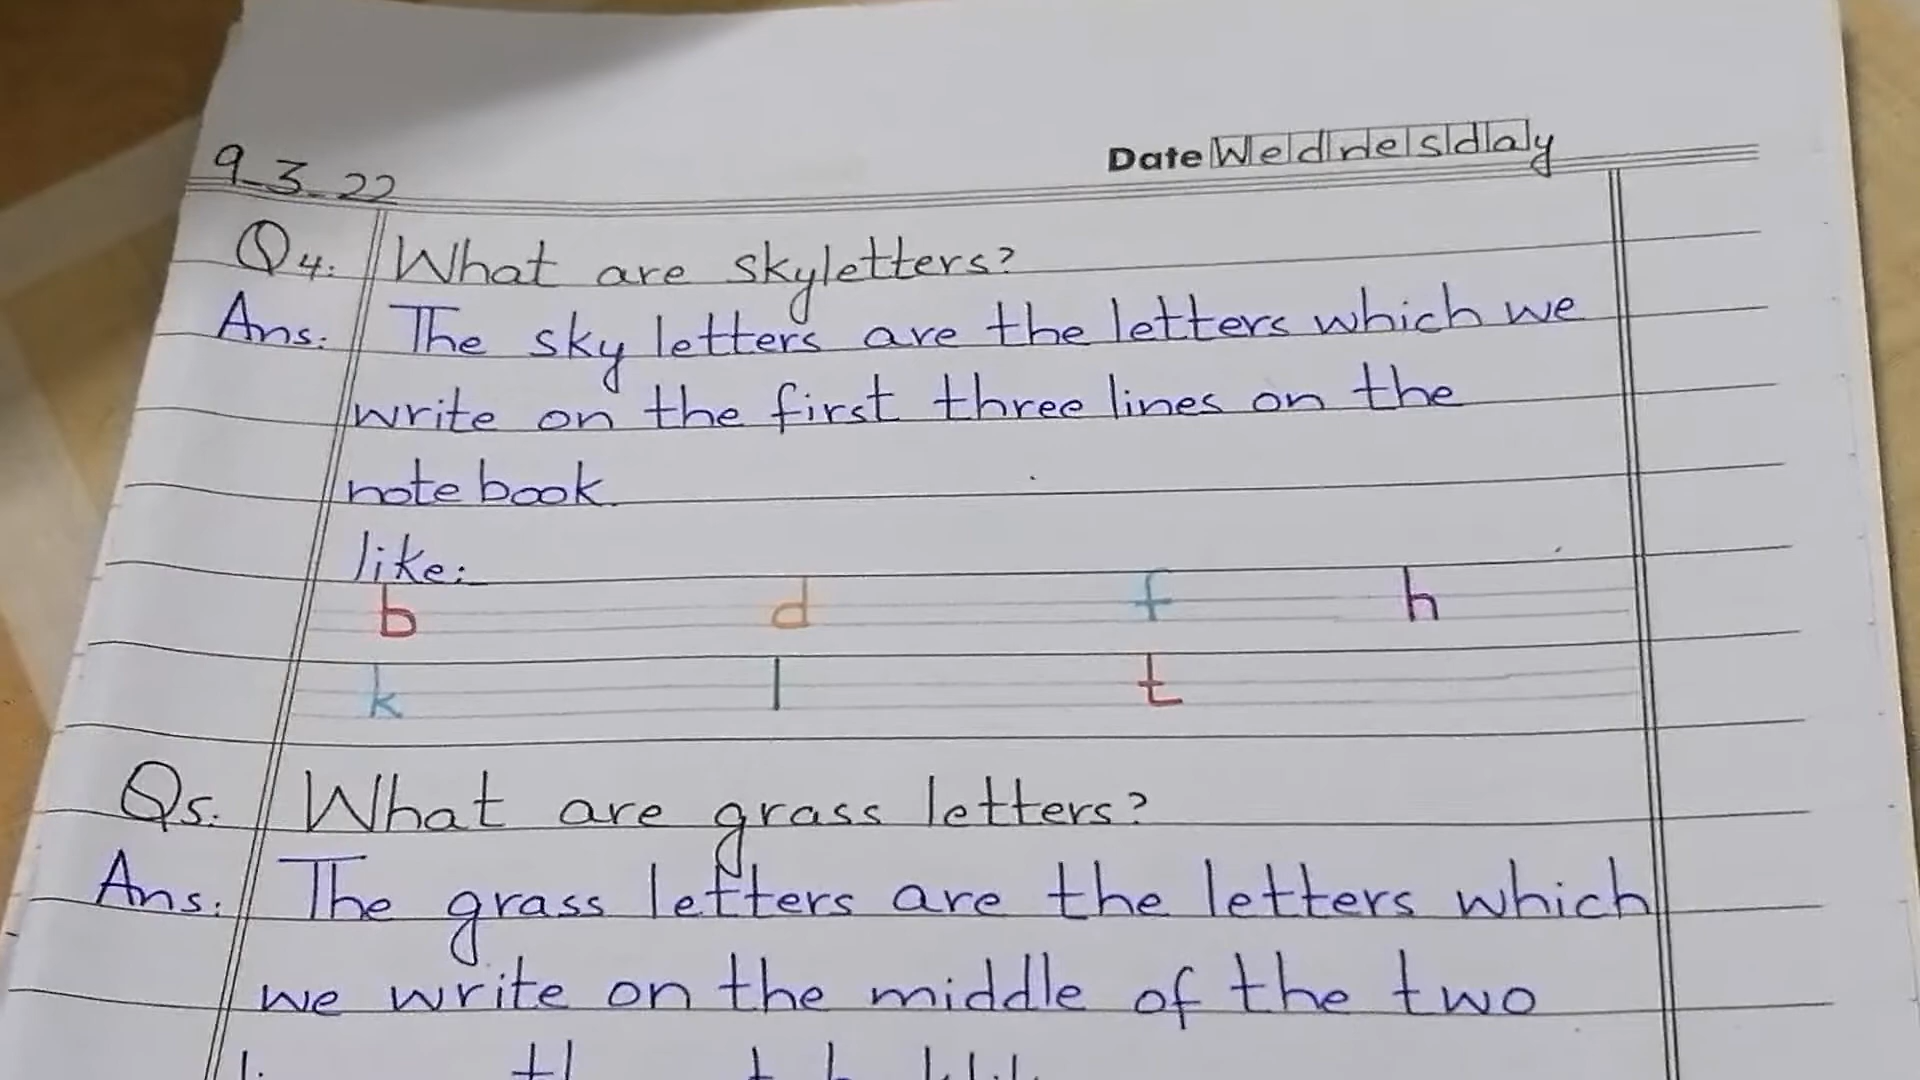 9-3-22 Date Wednesday
Q4. What are skyletters?
Ans: The sky letters are the letters which we
write on the first three lines on the
note book.
like:
b d f h
k l t
Q5. What are grass letters?
Ans: The grass letters are the letters which
we write on the middle of the two